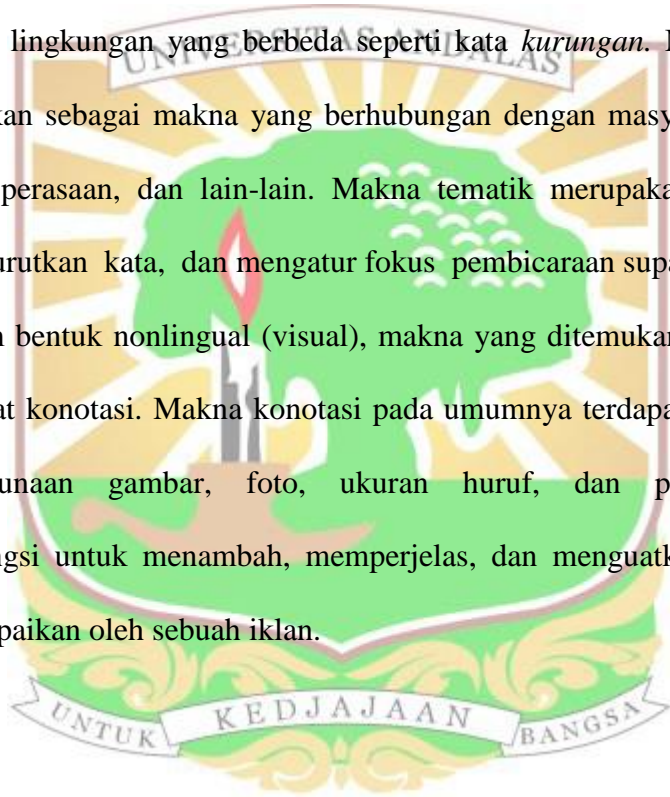 lingkungan yang berbeda seperti kata kurungan.
UNIVERSITAS ANDALAS
kan sebagai makna yang berhubungan dengan masy
perasaan, dan lain-lain. Makna tematik merupaka
urutkan kata, dan mengatur fokus pembicaraan supa
bentuk nonlingual (visual), makna yang ditemukan
at konotasi. Makna konotasi pada umumnya terdapa
unaan gambar, foto, ukuran huruf, dan p
ngsi untuk menambah, memperjelas, dan menguatk
paikan oleh sebuah iklan.
UNTUK KEDJAJAAN BANGSA